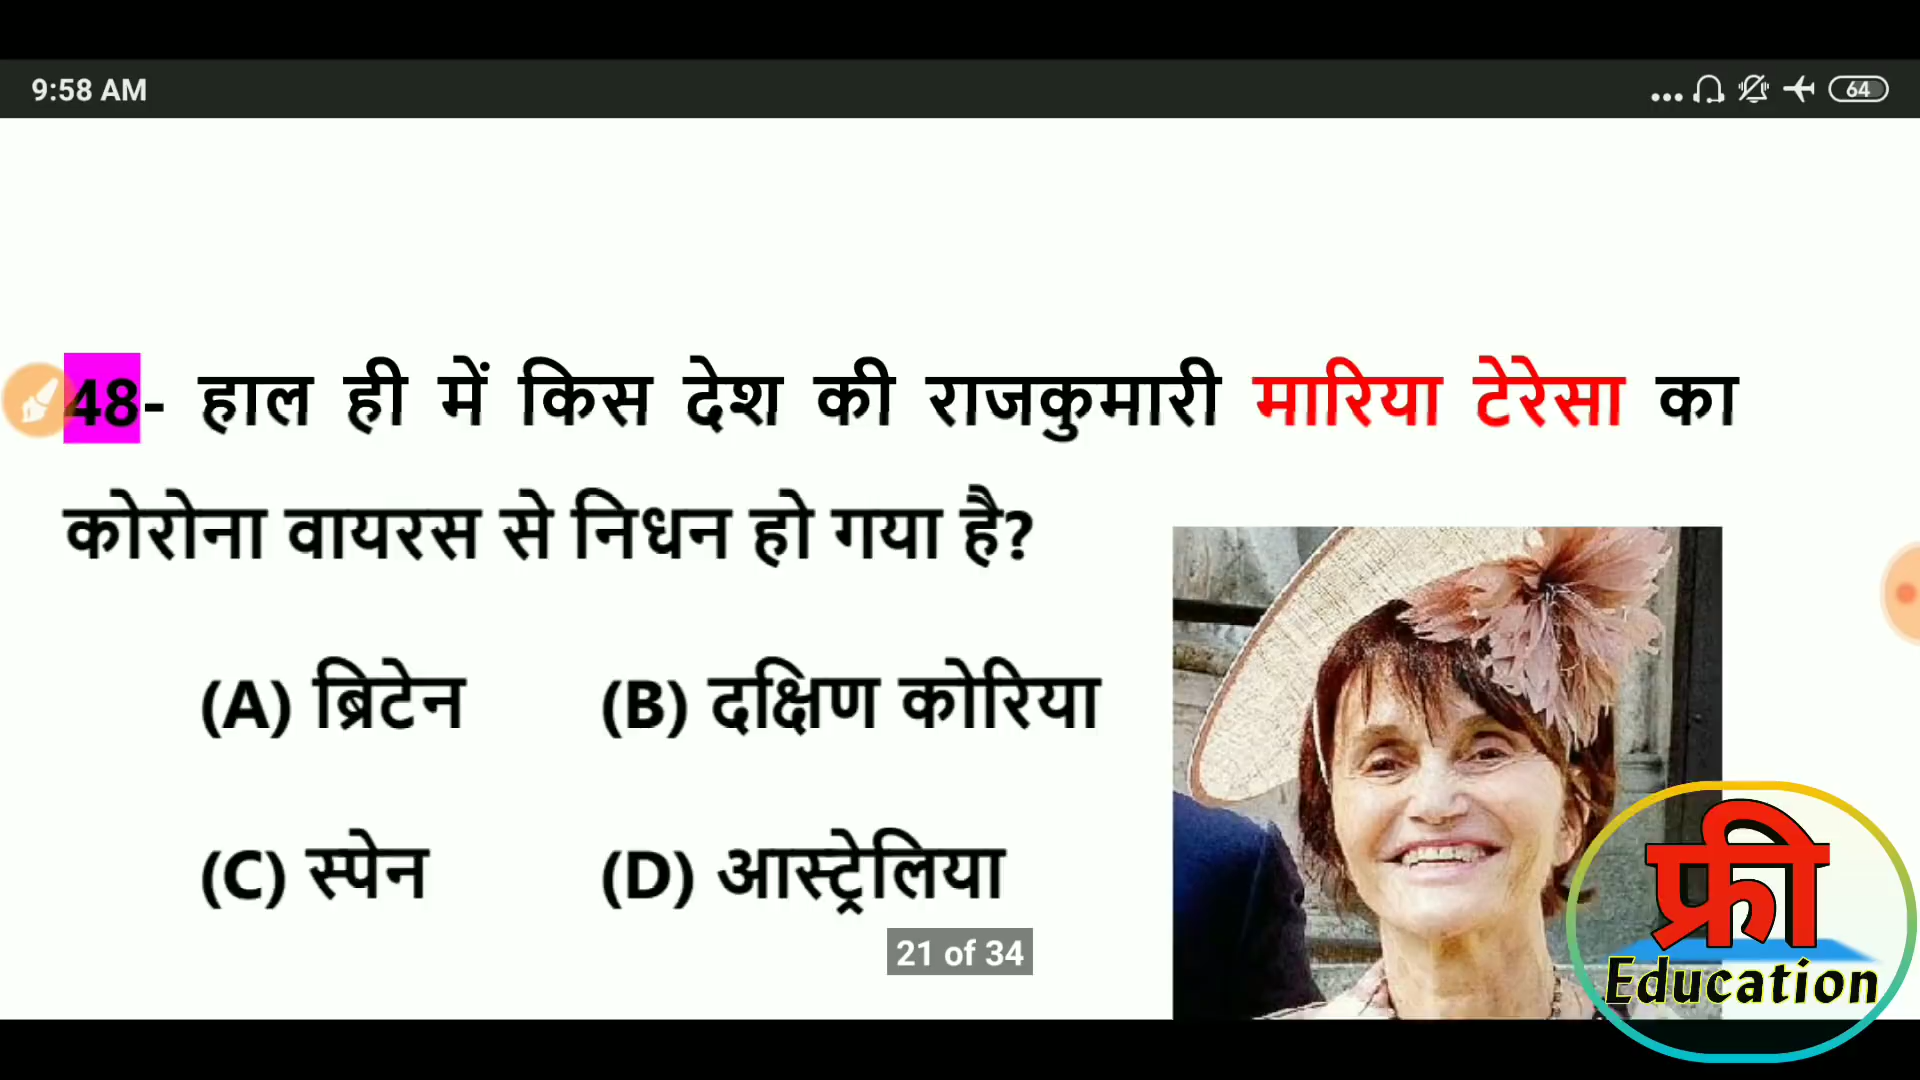 9:58 AM
64
48- हाल ही में किस देश की राजकुमारी मारिया टेरेसा का
कोरोना वायरस से निधन हो गया है?
(A) ब्रिटेन (B) दक्षिण कोरिया
(C) स्पेन (D) आस्ट्रेलिया
21 of 34
फ्री
Education